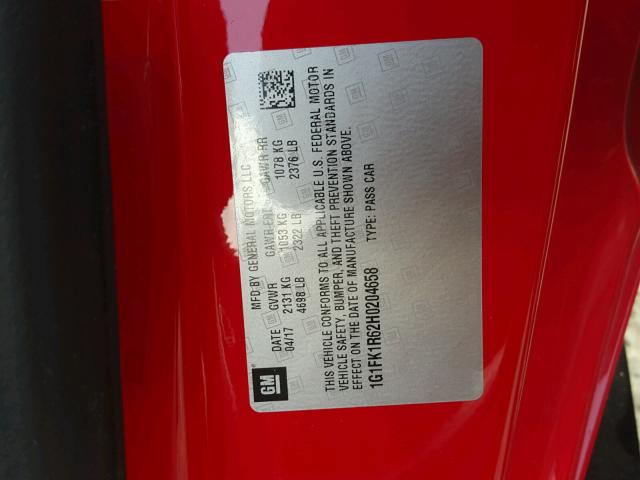 MFD BY GENERAL MOTORS LLC
DATE GVWR GAWR FRT GAWR RR
04/17 2131 KG 1053 KG 1078 KG
4698 LB 2322 LB 2376 LB
THIS VEHICLE CONFORMS TO ALL APPLICABLE U.S. FEDERAL MOTOR
VEHICLE SAFETY, BUMPER, AND THEFT PREVENTION STANDARDS IN
EFFECT ON THE DATE OF MANUFACTURE SHOWN ABOVE.
1G1FK1R62H0204658 TYPE: PASS CAR
GM